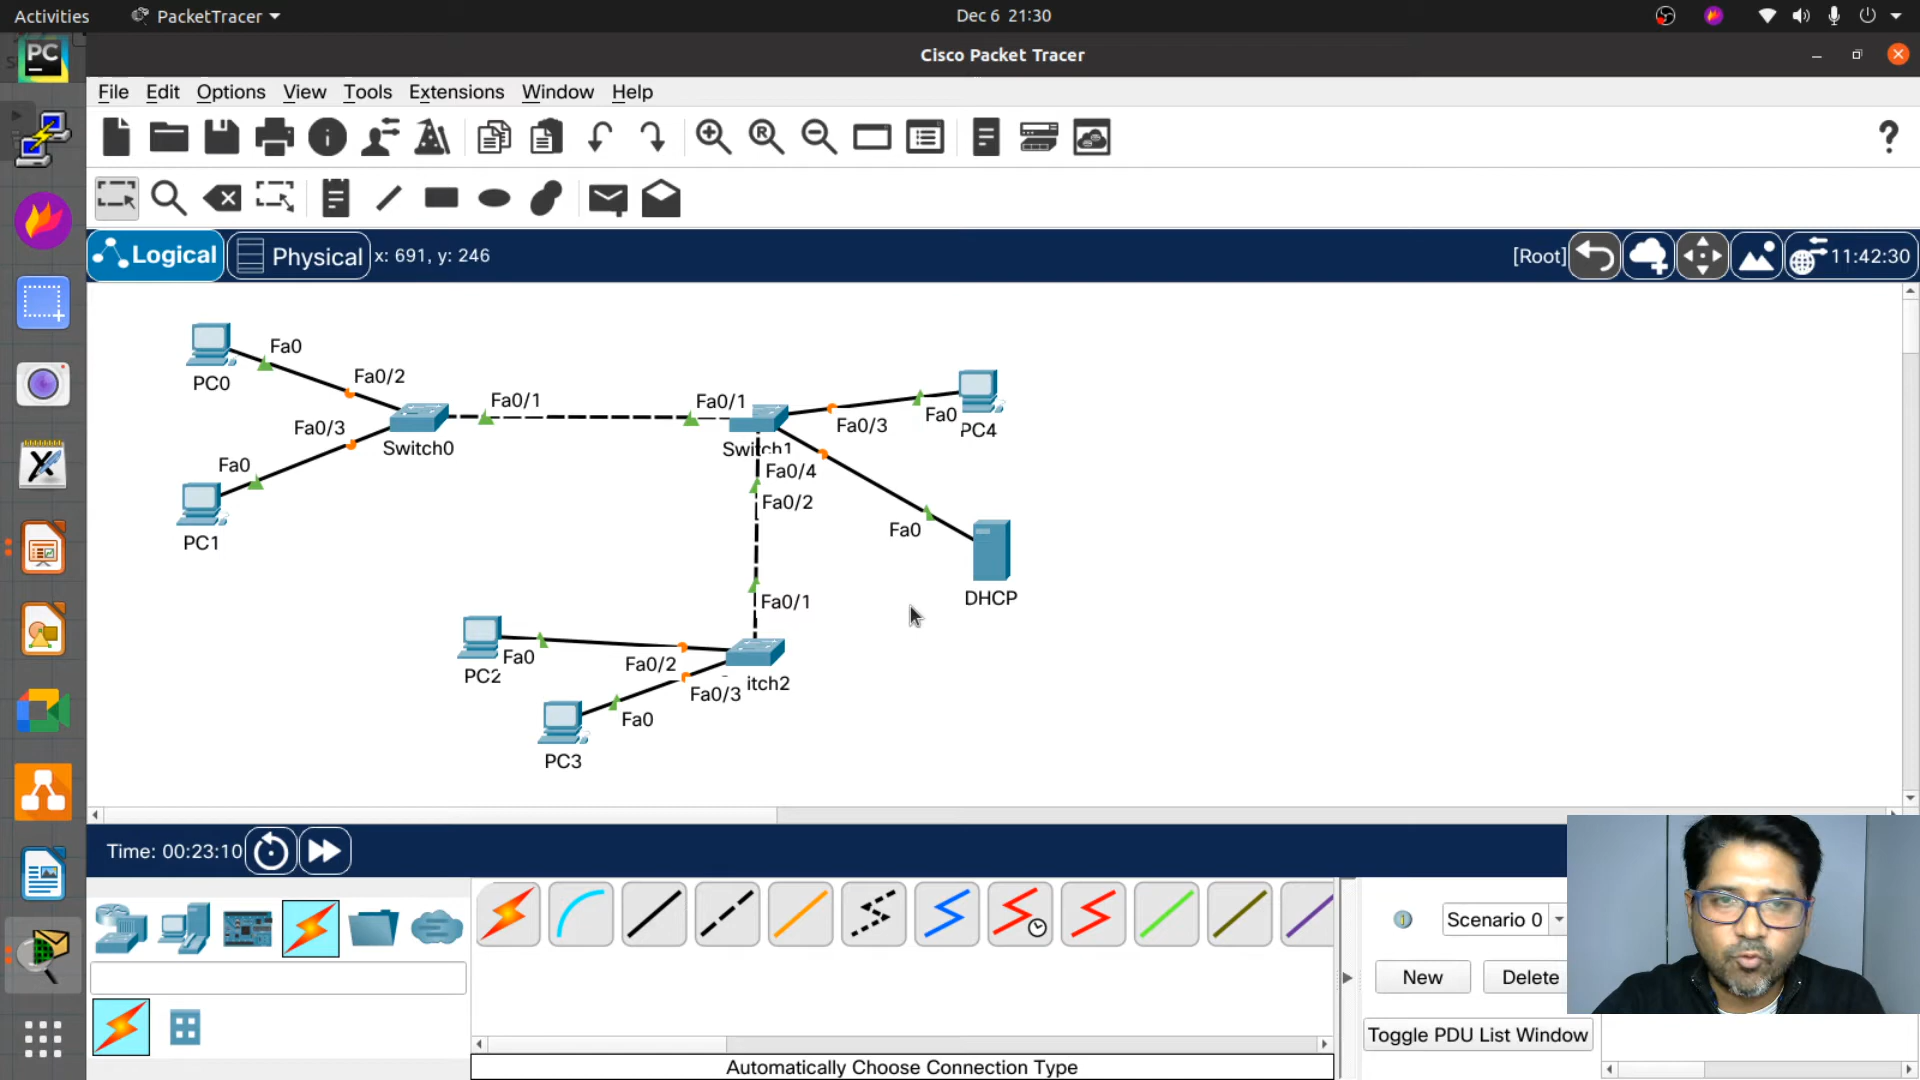 Activities
PacketTracer
Dec 6 21:30
Cisco Packet Tracer
PC
File
Edit
Options
View
Tools
Extensions
Window
Help
R
?
Logical
Physical
x: 691, y: 246
[Root]
11:42:30
PC0
Fa0
Fa0/2
Fa0/3
Fa0
PC1
Switch0
Fa0/1
Fa0/1
Switch1
Fa0/3
Fa0
PC4
Fa0/4
Fa0/2
Fa0
DHCP
Fa0/1
PC2
Fa0
Fa0/2
Fa0/3
itch2
Fa0
PC3
Time: 00:23:10
Scenario 0
New
Delete
Toggle PDU List Window
Automatically Choose Connection Type